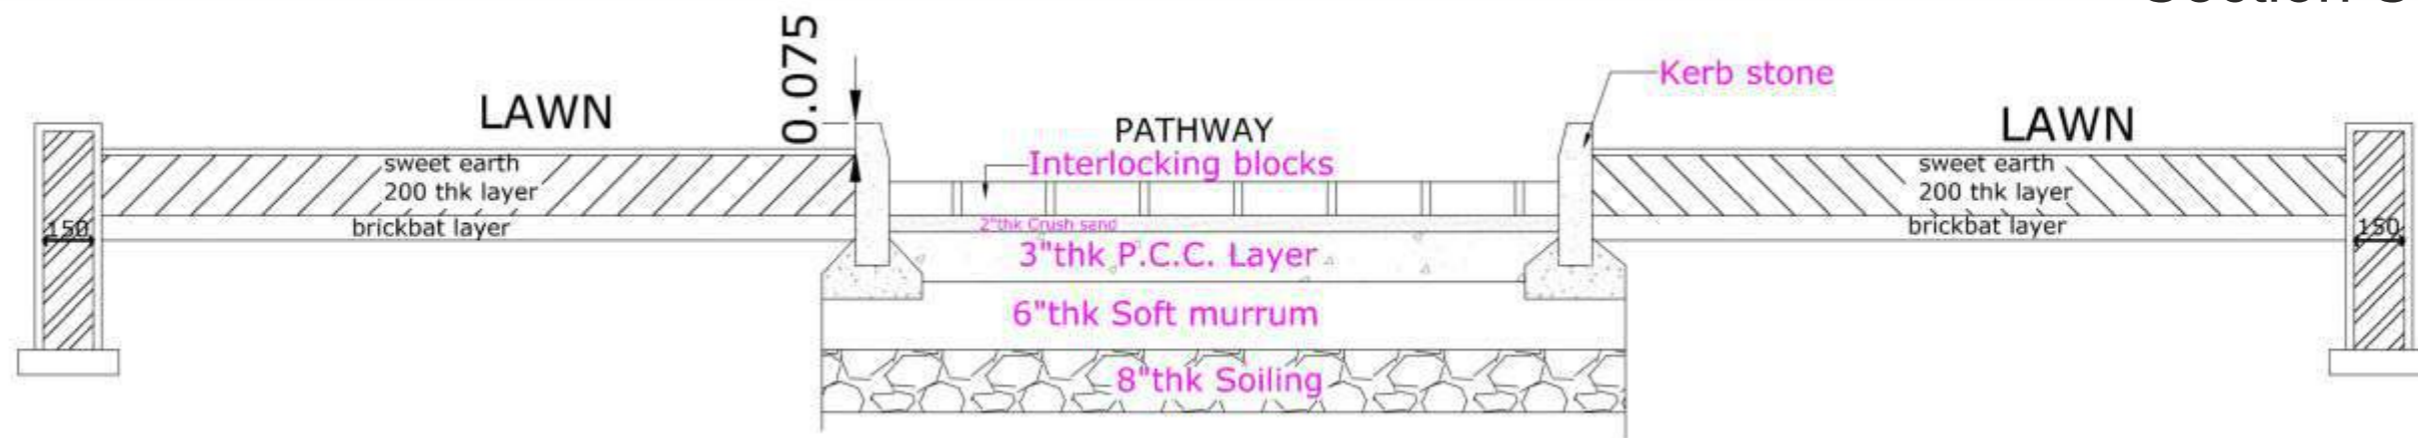 Section
0.075
Kerb stone
LAWN
PATHWAY
LAWN
Interlocking blocks
sweet earth
200 thk layer
sweet earth
200 thk layer
2"thk Crush sand
150
brickbat layer
brickbat layer
150
3"thk P.C.C. Layer
6"thk Soft murrum
8"thk Soiling